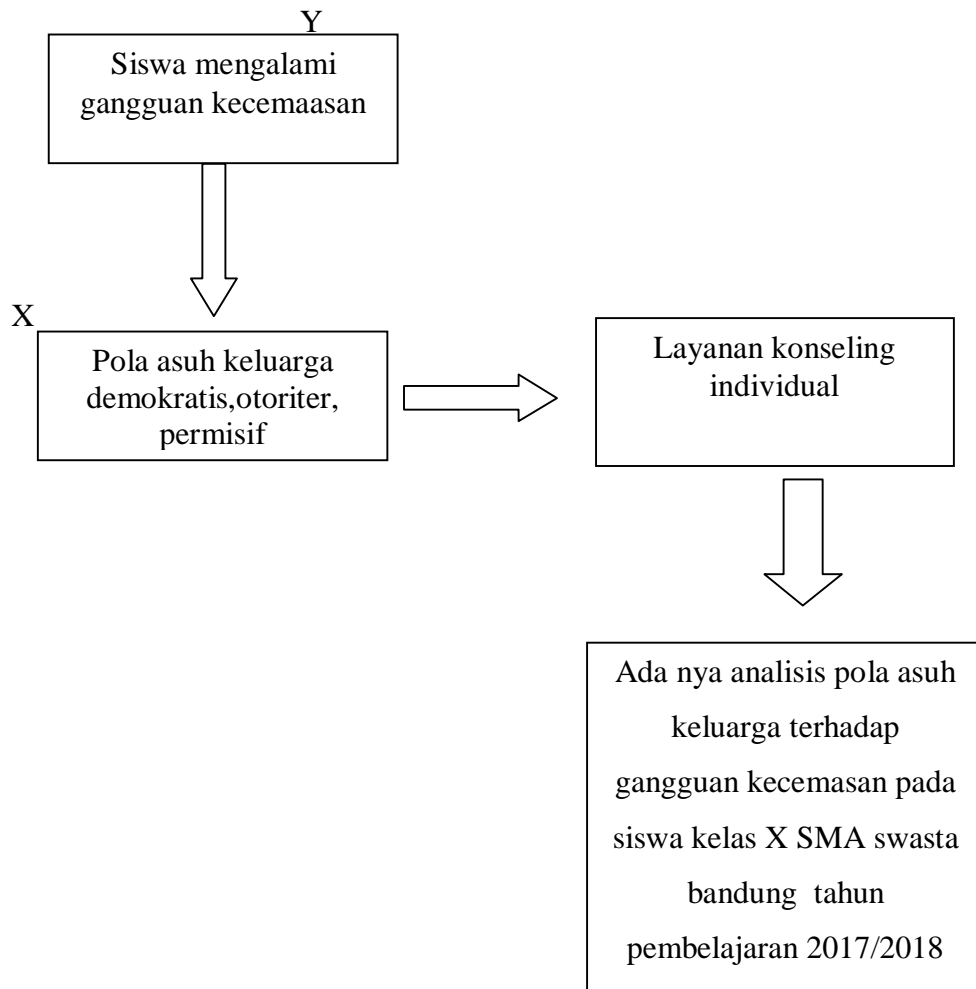 Y
Siswa mengalami
gangguan kecemaasan
X
Pola asuh keluarga
demokratis,otoriter,
permisif
Layanan konseling
individual
Ada nya analisis pola asuh
keluarga terhadap
gangguan kecemasan pada
siswa kelas X SMA swasta
bandung tahun
pembelajaran 2017/2018